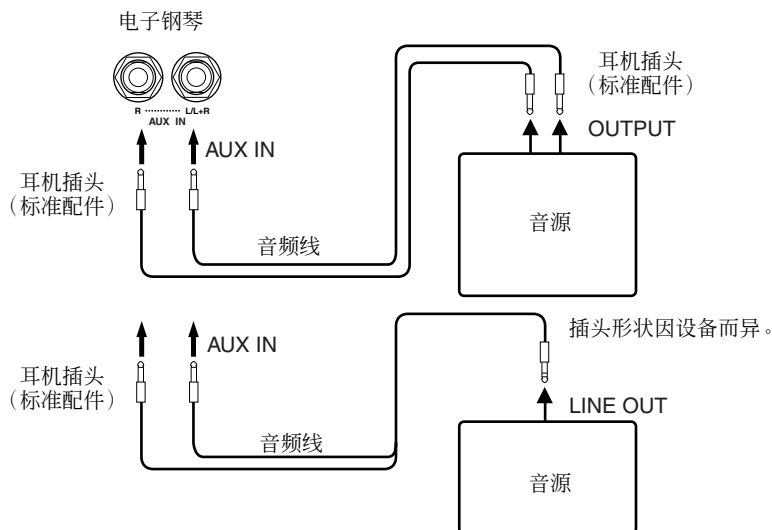 电子钢琴
R ············ L/L+R
AUX IN
AUX IN
耳机插头
（标准配件）
音频线
耳机插头
（标准配件）
OUTPUT
音源
AUX IN
耳机插头
（标准配件）
音频线
插头形状因设备而异。
LINE OUT
音源